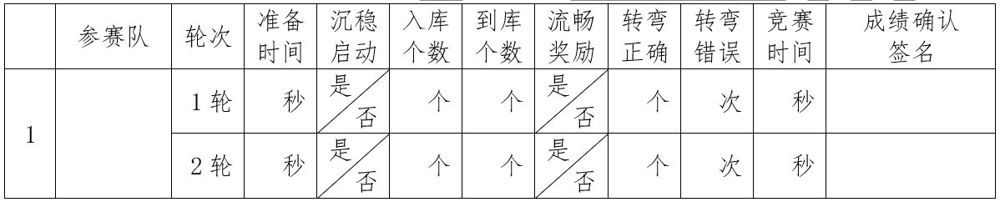 参赛队 轮次 准备时间 沉稳启动 入库个数 到库个数 流畅奖励 转弯正确 转弯错误 竞赛时间 成绩确认签名
1 1轮 秒 是/否 个 个 是/否 个 次 秒
2轮 秒 是/否 个 个 是/否 个 次 秒